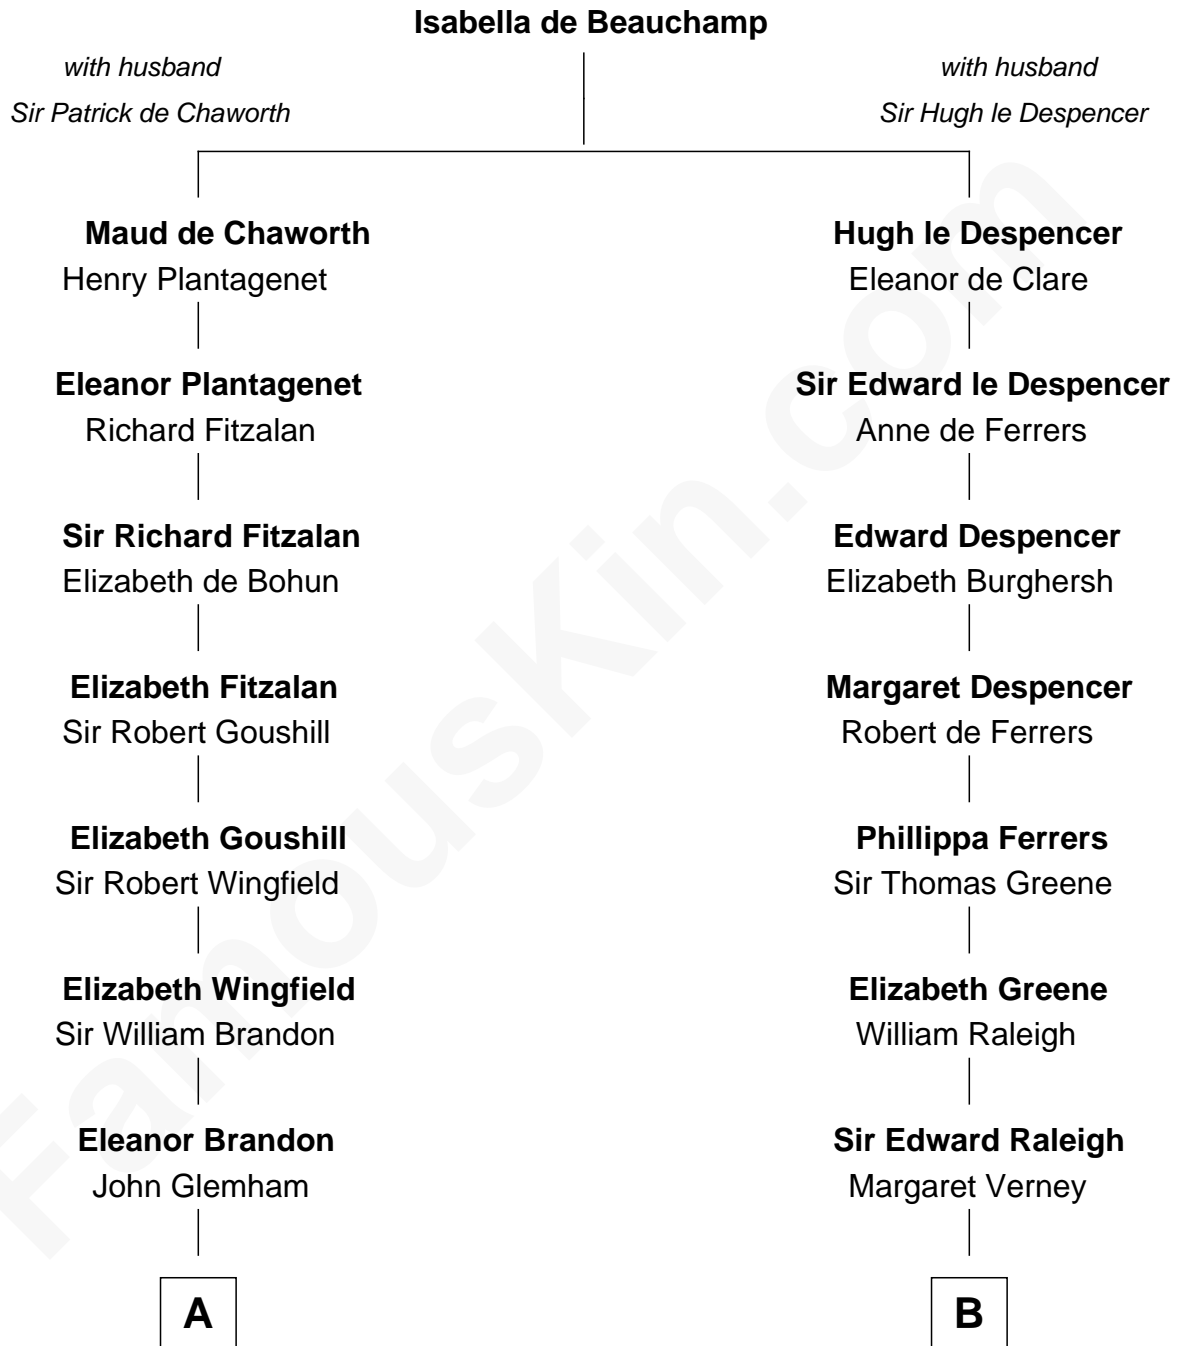 Isabella de Beauchamp
with husband
Sir Patrick de Chaworth
with husband
Sir Hugh le Despencer
Maud de Chaworth
Henry Plantagenet
Hugh le Despencer
Eleanor de Clare
Eleanor Plantagenet
Richard Fitzalan
Sir Edward le Despencer
Anne de Ferrers
Sir Richard Fitzalan
Elizabeth de Bohun
Edward Despencer
Elizabeth Burghersh
Elizabeth Fitzalan
Sir Robert Goushill
Margaret Despencer
Robert de Ferrers
Elizabeth Goushill
Sir Robert Wingfield
Phillippa Ferrers
Sir Thomas Greene
Elizabeth Wingfield
Sir William Brandon
Elizabeth Greene
William Raleigh
Eleanor Brandon
John Glemham
Sir Edward Raleigh
Margaret Verney
A
B
FamousKin.com